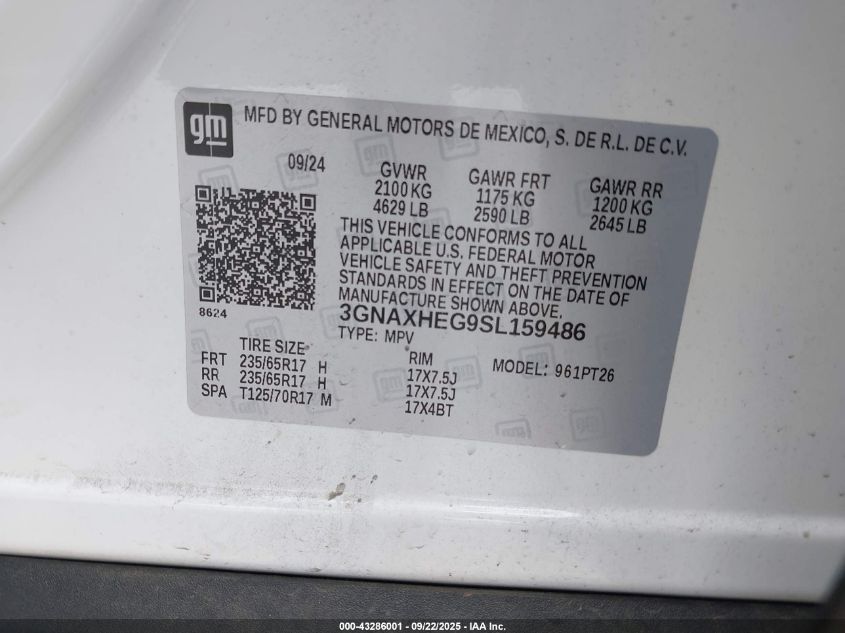 gm
MFD BY GENERAL MOTORS DE MEXICO, S. DE R.L. DE C.V.
09/24
GVWR GAWR FRT GAWR RR
2100 KG 1175 KG 1200 KG
4629 LB 2590 LB 2645 LB
THIS VEHICLE CONFORMS TO ALL
APPLICABLE U.S. FEDERAL MOTOR
VEHICLE SAFETY AND THEFT PREVENTION
STANDARDS IN EFFECT ON THE DATE OF
MANUFACTURE SHOWN ABOVE.
8624
3GNAXHEG9SL159486
TYPE: MPV
TIRE SIZE RIM MODEL: 961PT26
FRT 235/65R17 H 17X7.5J
RR 235/65R17 H 17X7.5J
SPA T125/70R17 M 17X4BT
000-43286001 - 09/22/2025 - IAA Inc.